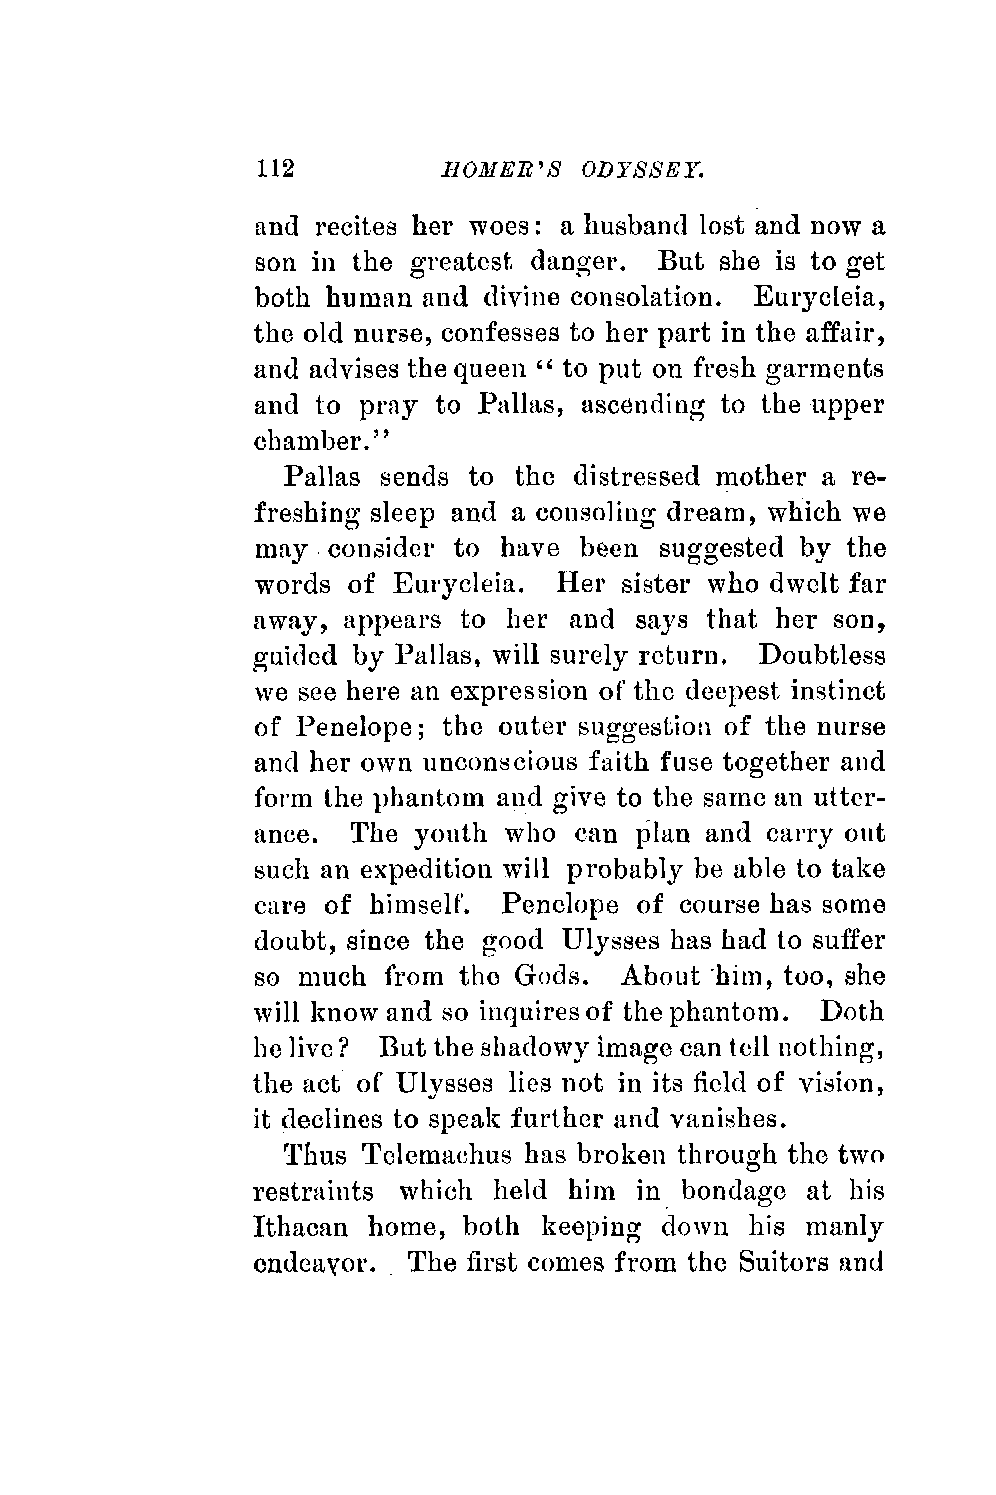 112 HOMER'S ODYSSEY.
and recites her woes: a husband lost and now a
son in the greatest danger. But she is to get
both human and divine consolation. Eurycleia,
the old nurse, confesses to her part in the affair,
and advises the queen “ to put on fresh garments
and to pray to Pallas, ascending to the upper
chamber.”
Pallas sends to the distressed mother a re-
freshing sleep and a consoling dream, which we
may consider to have been suggested by the
words of Eurycleia. Her sister who dwelt far
away, appears to her and says that her son,
guided by Pallas, will surely return. Doubtless
we see here an expression of the deepest instinct
of Penelope; the outer suggestion of the nurse
and her own unconscious faith fuse together and
form the phantom and give to the same an utter-
ance. The youth who can plan and carry out
such an expedition will probably be able to take
care of himself. Penelope of course has some
doubt, since the good Ulysses has had to suffer
so much from the Gods. About him, too, she
will know and so inquires of the phantom. Doth
he live? But the shadowy image can tell nothing,
the act of Ulysses lies not in its field of vision,
it declines to speak further and vanishes.
Thus Telemachus has broken through the two
restraints which held him in bondage at his
Ithacan home, both keeping down his manly
endeavor. The first comes from the Suitors and